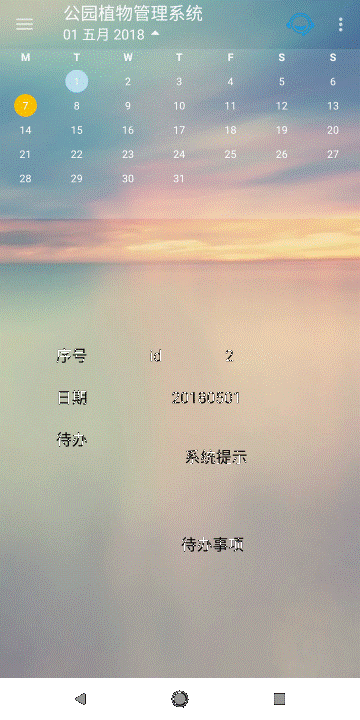 公园植物管理系统
01 五月 2018
M T W T F S S
1 2 3 4 5 6
7 8 9 10 11 12 13
14 15 16 17 18 19 20
21 22 23 24 25 26 27
28 29 30 31
序号 id 2
日期 20180501
待办
系统提示
待办事项